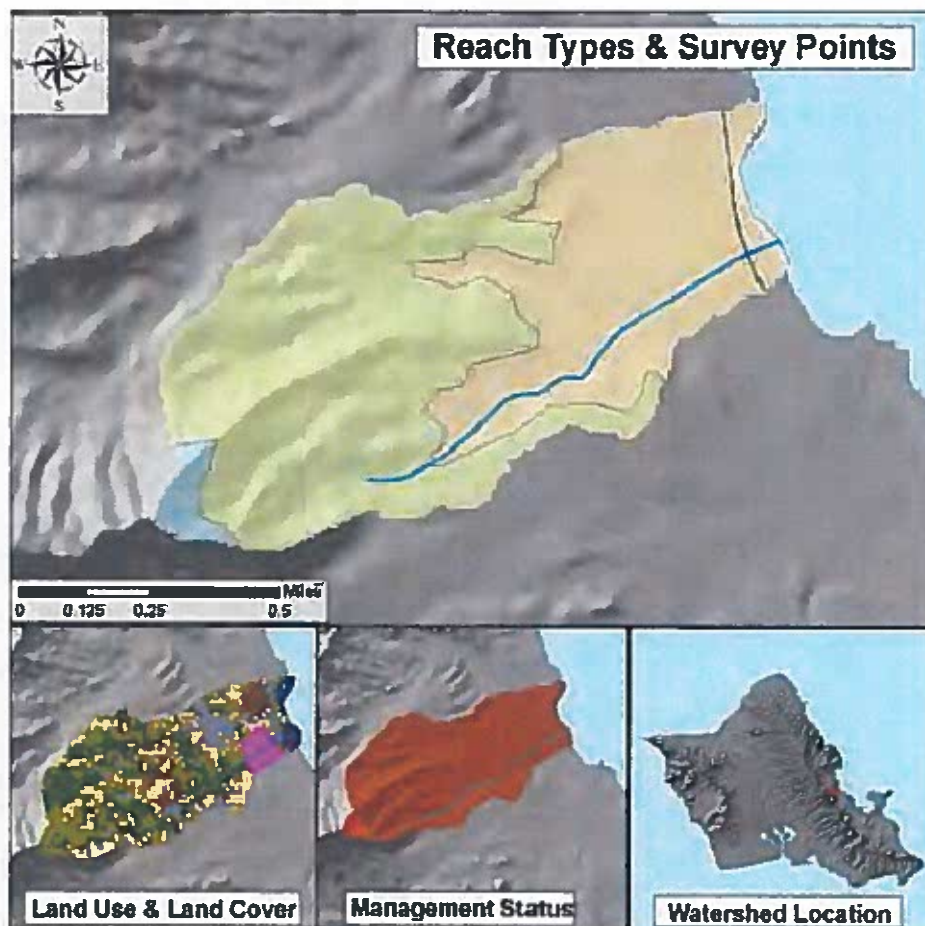 N
S
Reach Types & Survey Points
Miles
0 0.125 0.25 0.5
Land Use & Land Cover
Management Status
Watershed Location